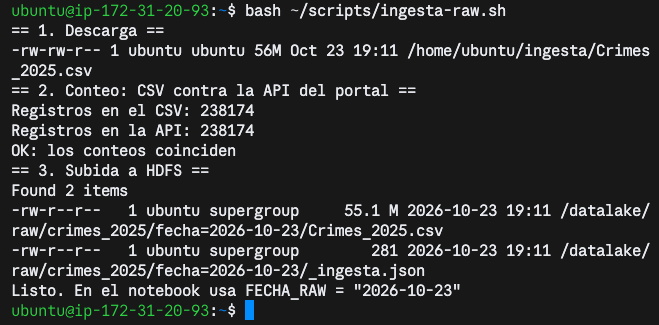 ubuntu@ip-172-31-20-93:~$ bash ~/scripts/ingesta-raw.sh
== 1. Descarga ==
-rw-rw-r-- 1 ubuntu ubuntu 56M Oct 23 19:11 /home/ubuntu/ingesta/Crimes
_2025.csv
== 2. Conteo: CSV contra la API del portal ==
Registros en el CSV: 238174
Registros en la API: 238174
OK: los conteos coinciden
== 3. Subida a HDFS ==
Found 2 items
-rw-r--r--   1 ubuntu supergroup     55.1 M 2026-10-23 19:11 /datalake/
raw/crimes_2025/fecha=2026-10-23/Crimes_2025.csv
-rw-r--r--   1 ubuntu supergroup        281 2026-10-23 19:11 /datalake/
raw/crimes_2025/fecha=2026-10-23/_ingesta.json
Listo. En el notebook usa FECHA_RAW = "2026-10-23"
ubuntu@ip-172-31-20-93:~$